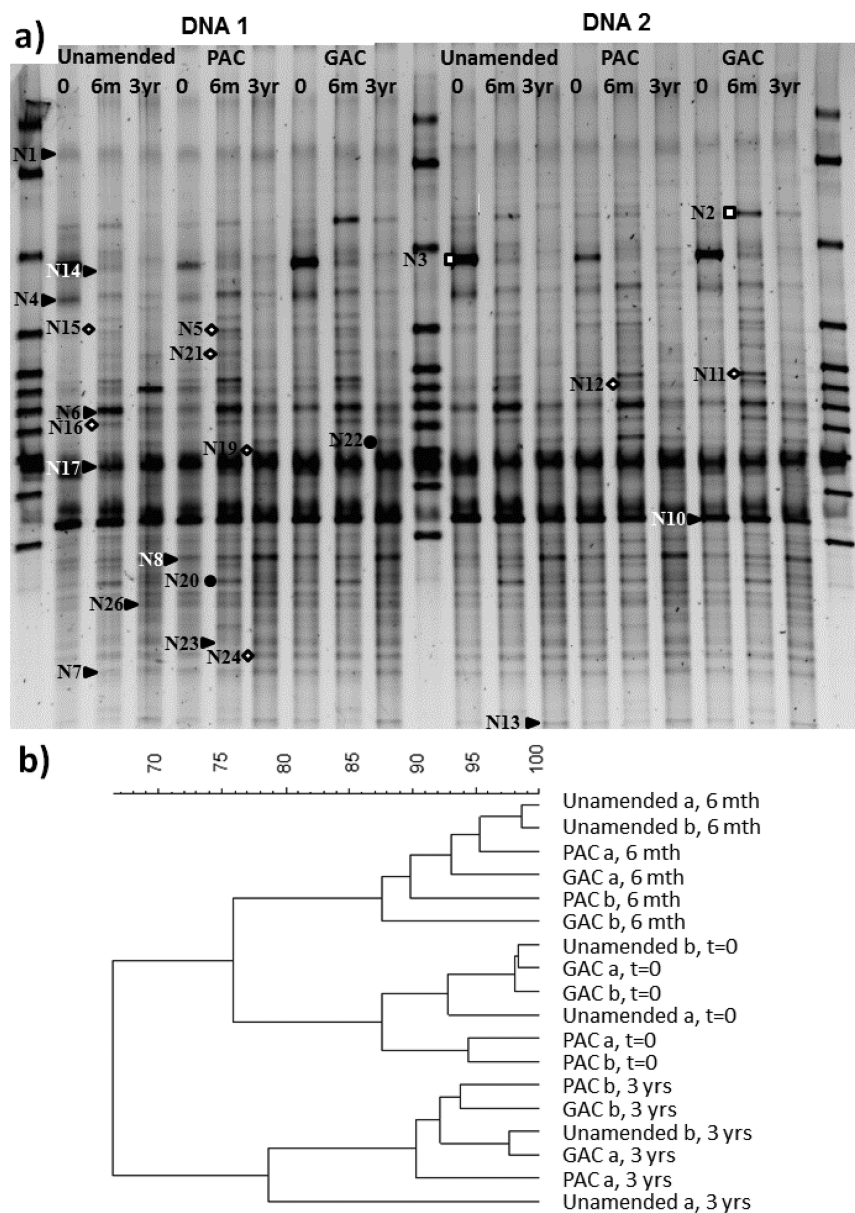 DNA 1 DNA 2
a)
Unamended PAC GAC Unamended PAC GAC
0 6m 3yr 0 6m 3yr 0 6m 3yr 0 6m 3yr 0 6m 3yr 0 6m 3yr
N1
N2
N3
N14
N4
N15 N5
N21
N12 N11
N6
N16
N19 N22
N17
N10
N8
N20
N26
N23
N24
N7
N13
b)
70 75 80 85 90 95 100
Unamended a, 6 mth
Unamended b, 6 mth
PAC a, 6 mth
GAC a, 6 mth
PAC b, 6 mth
GAC b, 6 mth
Unamended b, t=0
GAC a, t=0
GAC b, t=0
Unamended a, t=0
PAC a, t=0
PAC b, t=0
PAC b, 3 yrs
GAC b, 3 yrs
Unamended b, 3 yrs
GAC a, 3 yrs
PAC a, 3 yrs
Unamended a, 3 yrs